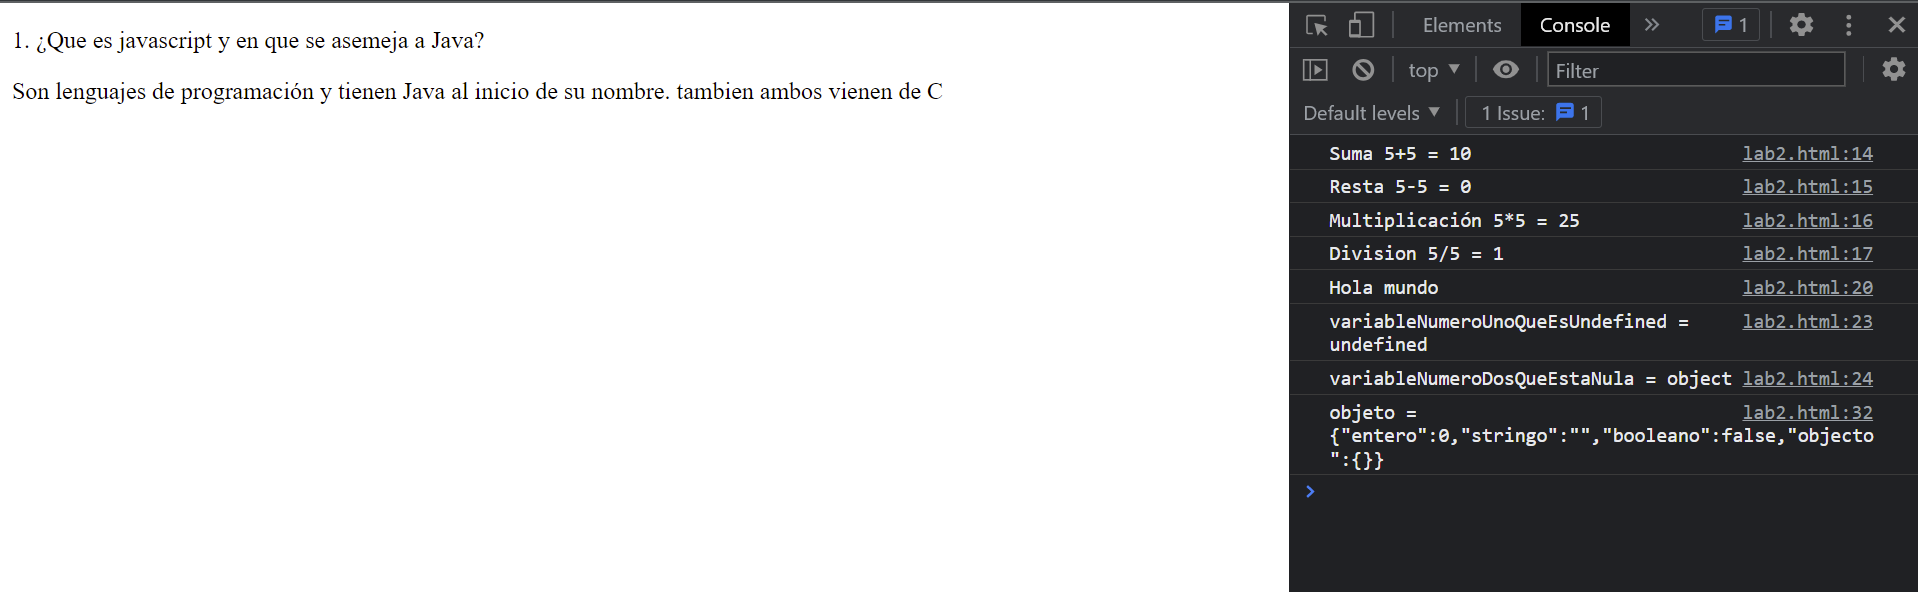 1. ¿Que es javascript y en que se asemeja a Java?
Son lenguajes de programación y tienen Java al inicio de su nombre. tambien ambos vienen de C
Elements Console » 1
top ▼ Filter
Default levels ▼ 1 Issue: 1
Suma 5+5 = 10 lab2.html:14
Resta 5-5 = 0 lab2.html:15
Multiplicación 5*5 = 25 lab2.html:16
Division 5/5 = 1 lab2.html:17
Hola mundo lab2.html:20
variableNumeroUnoQueEsUndefined = lab2.html:23
undefined
variableNumeroDosQueEstaNula = object lab2.html:24
objeto = lab2.html:32
{"entero":0,"stringo":"","booleano":false,"objecto
":{}}